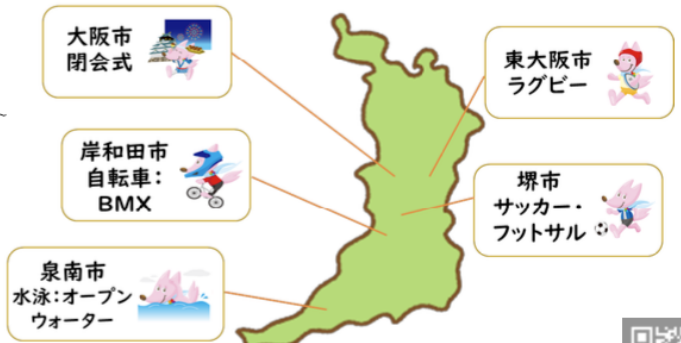 大阪市
閉会式
東大阪市
ラグビー
岸和田市
自転車:
BMX
堺市
サッカー・
フットサル
泉南市
水泳:オープン
ウォーター
~